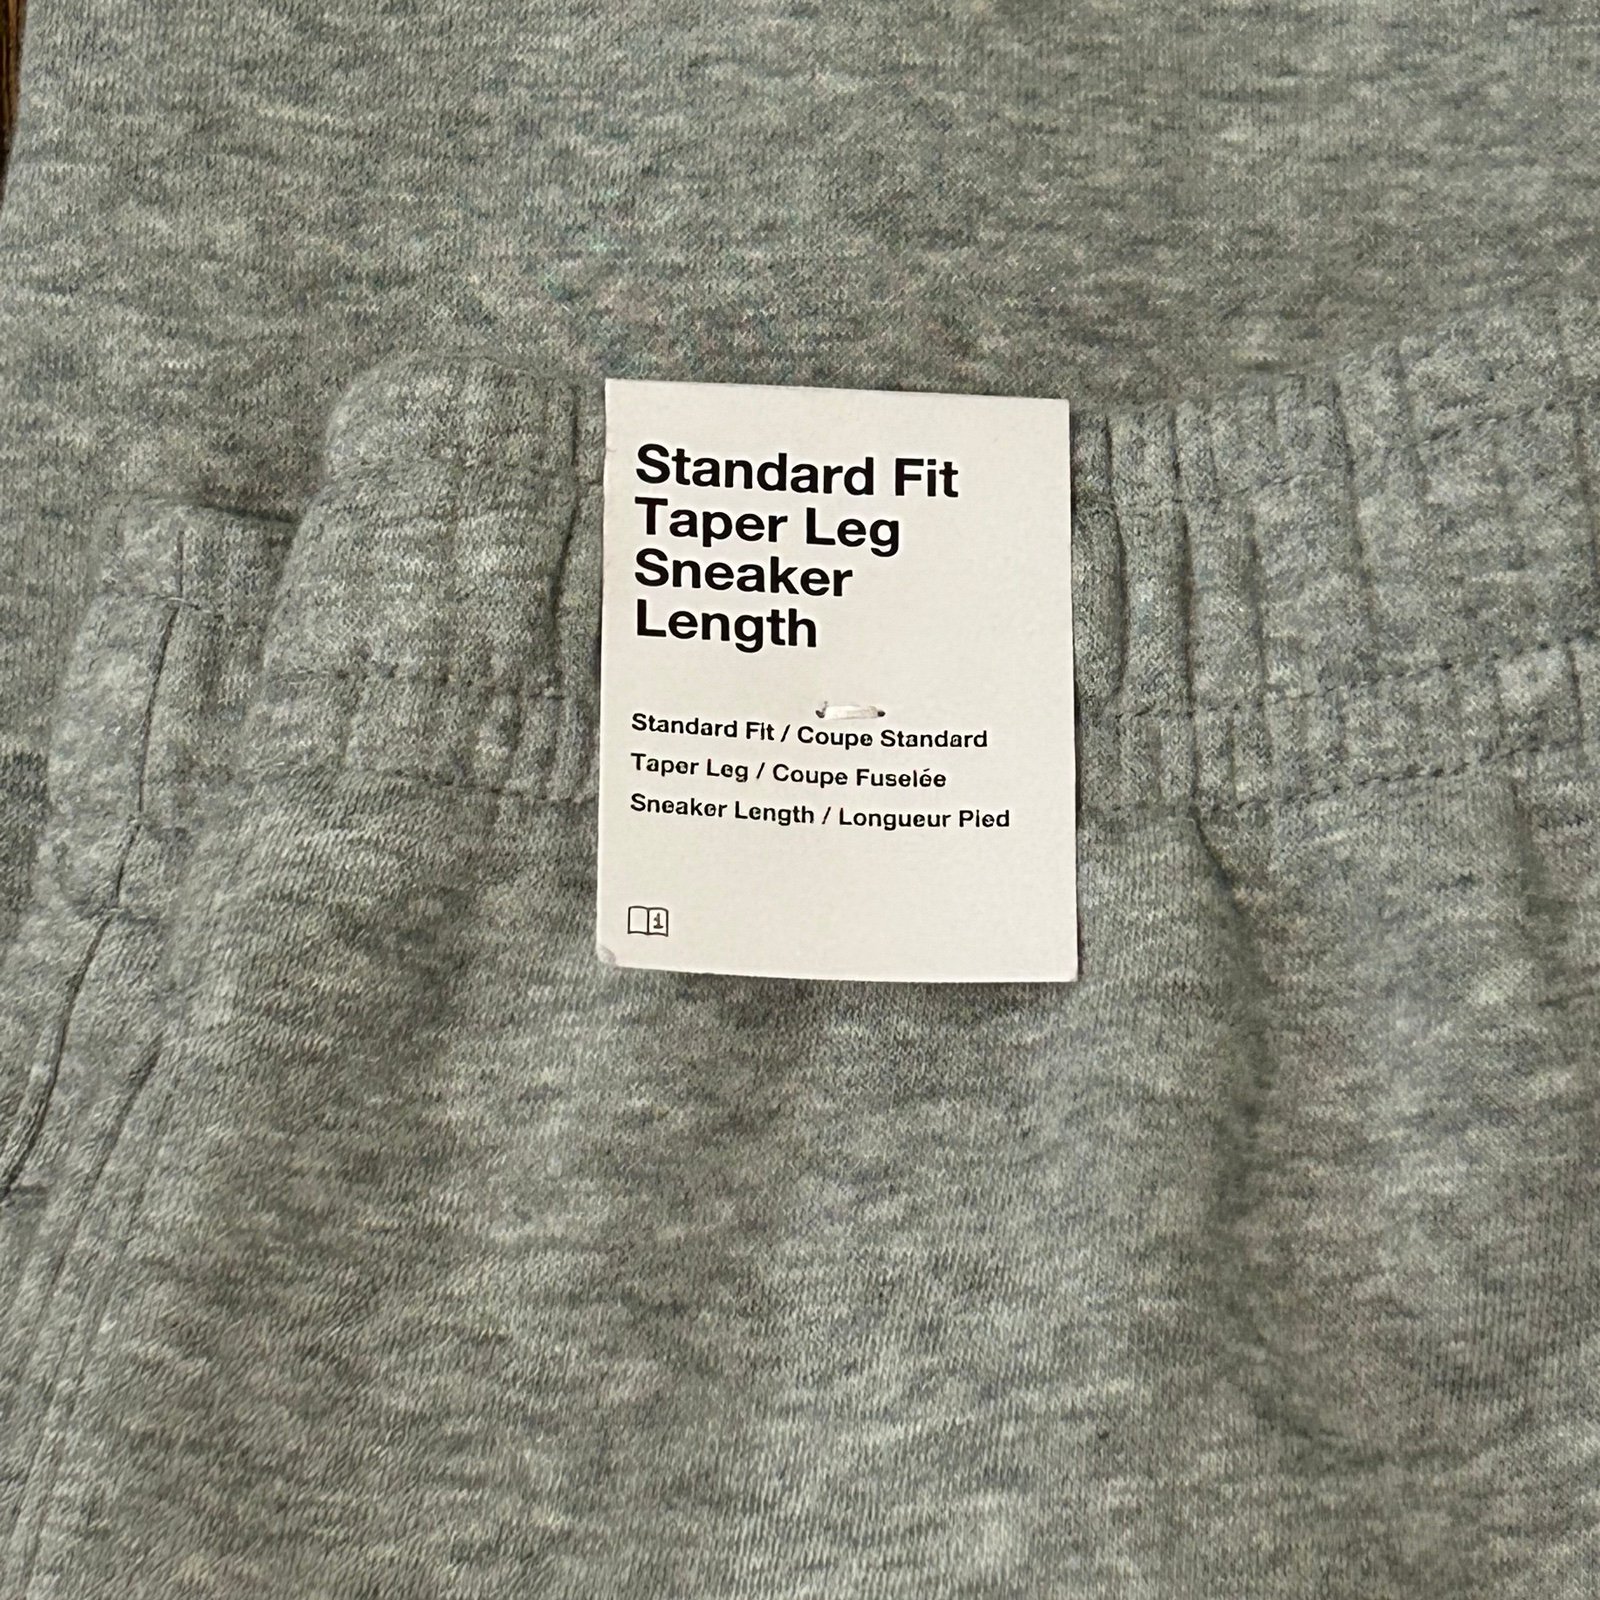 Standard Fit
Taper Leg
Sneaker
Length
Standard Fit / Coupe Standard
Taper Leg / Coupe Fuselée
Sneaker Length / Longueur Pied
i